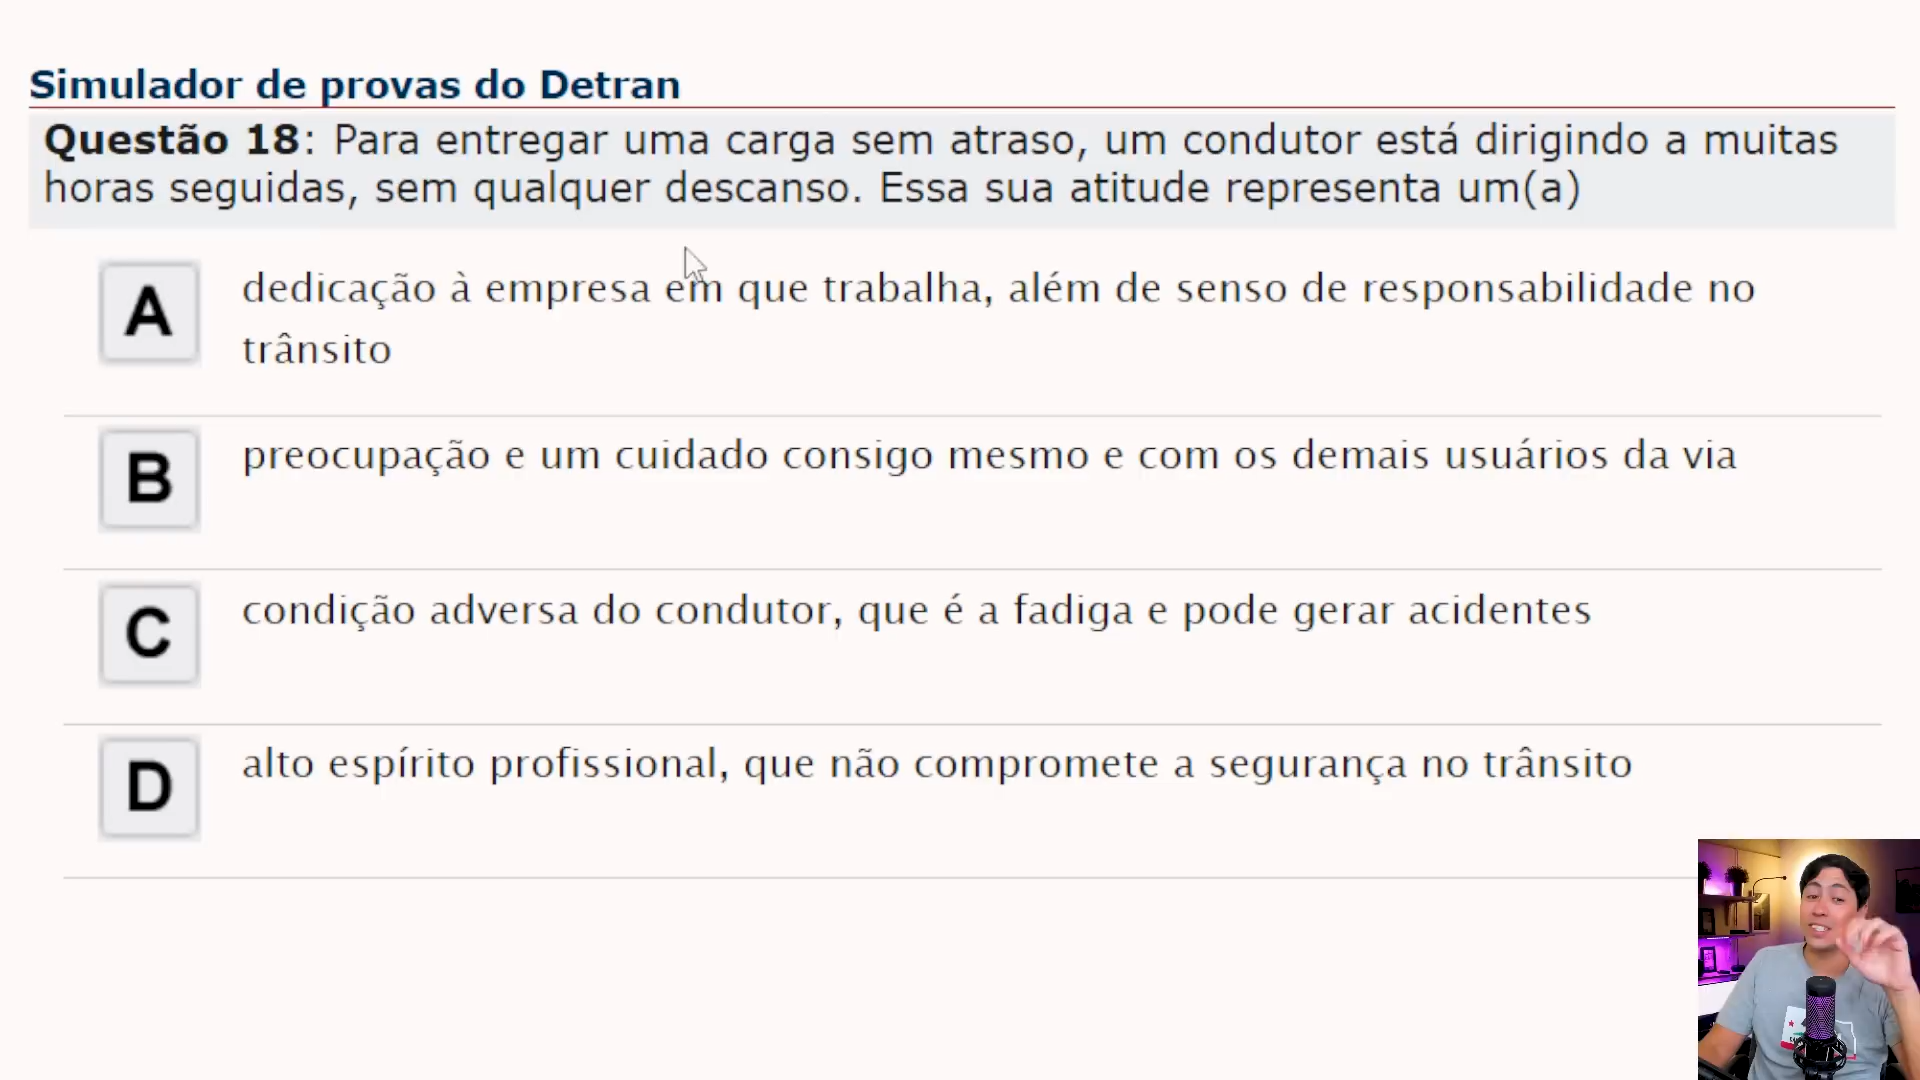 Simulador de provas do Detran
Questão 18: Para entregar uma carga sem atraso, um condutor está dirigindo a muitas
horas seguidas, sem qualquer descanso. Essa sua atitude representa um(a)
A
dedicação à empresa em que trabalha, além de senso de responsabilidade no
trânsito
B
preocupação e um cuidado consigo mesmo e com os demais usuários da via
C
condição adversa do condutor, que é a fadiga e pode gerar acidentes
D
alto espírito profissional, que não compromete a segurança no trânsito